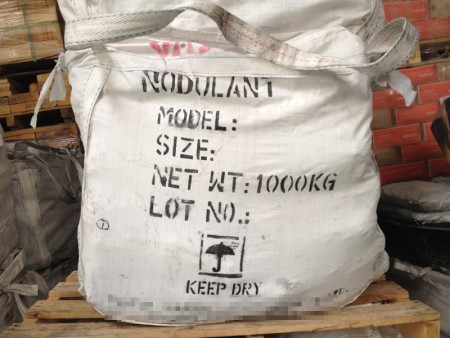 NODULANT
MODEL:
SIZE:
NET WT: 1000KG
LOT NO.:
KEEP DRY